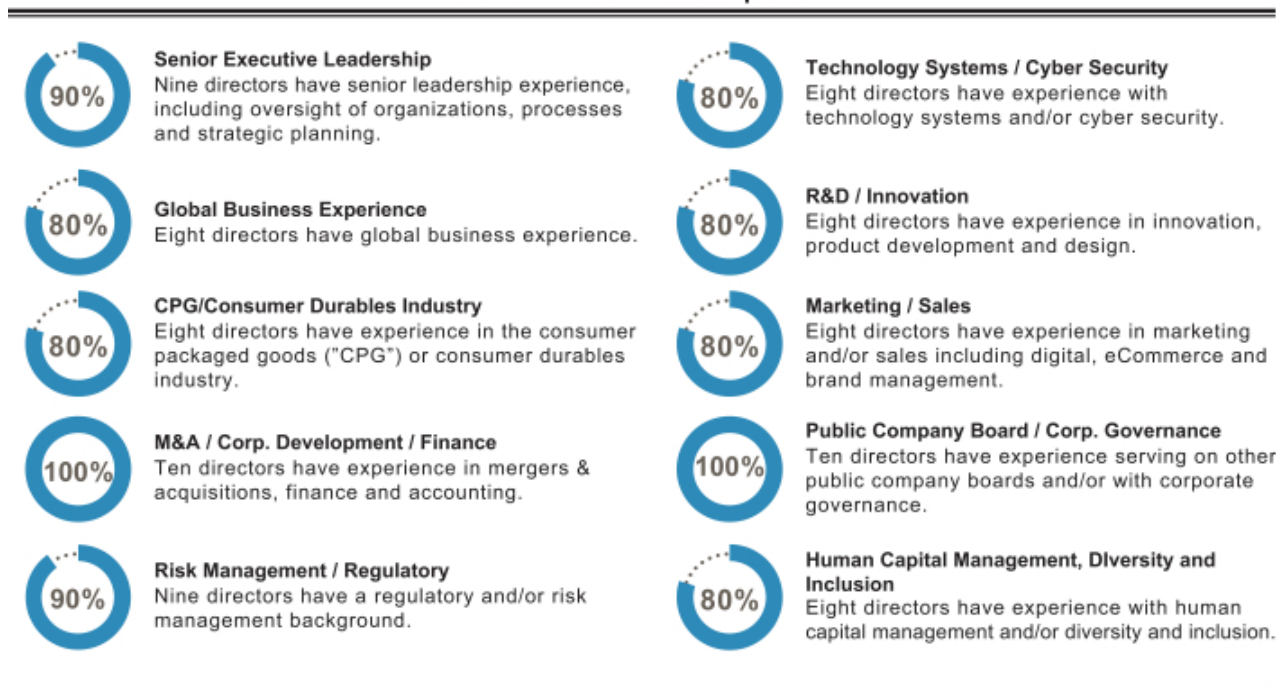 90%
Senior Executive Leadership
Nine directors have senior leadership experience,
including oversight of organizations, processes
and strategic planning.
80%
Global Business Experience
Eight directors have global business experience.
80%
CPG/Consumer Durables Industry
Eight directors have experience in the consumer
packaged goods ("CPG") or consumer durables
industry.
100%
M&A / Corp. Development / Finance
Ten directors have experience in mergers &
acquisitions, finance and accounting.
90%
Risk Management / Regulatory
Nine directors have a regulatory and/or risk
management background.
80%
Technology Systems / Cyber Security
Eight directors have experience with
technology systems and/or cyber security.
80%
R&D / Innovation
Eight directors have experience in innovation,
product development and design.
80%
Marketing / Sales
Eight directors have experience in marketing
and/or sales including digital, eCommerce and
brand management.
100%
Public Company Board / Corp. Governance
Ten directors have experience serving on other
public company boards and/or with corporate
governance.
80%
Human Capital Management, DIversity and
Inclusion
Eight directors have experience with human
capital management and/or diversity and inclusion.